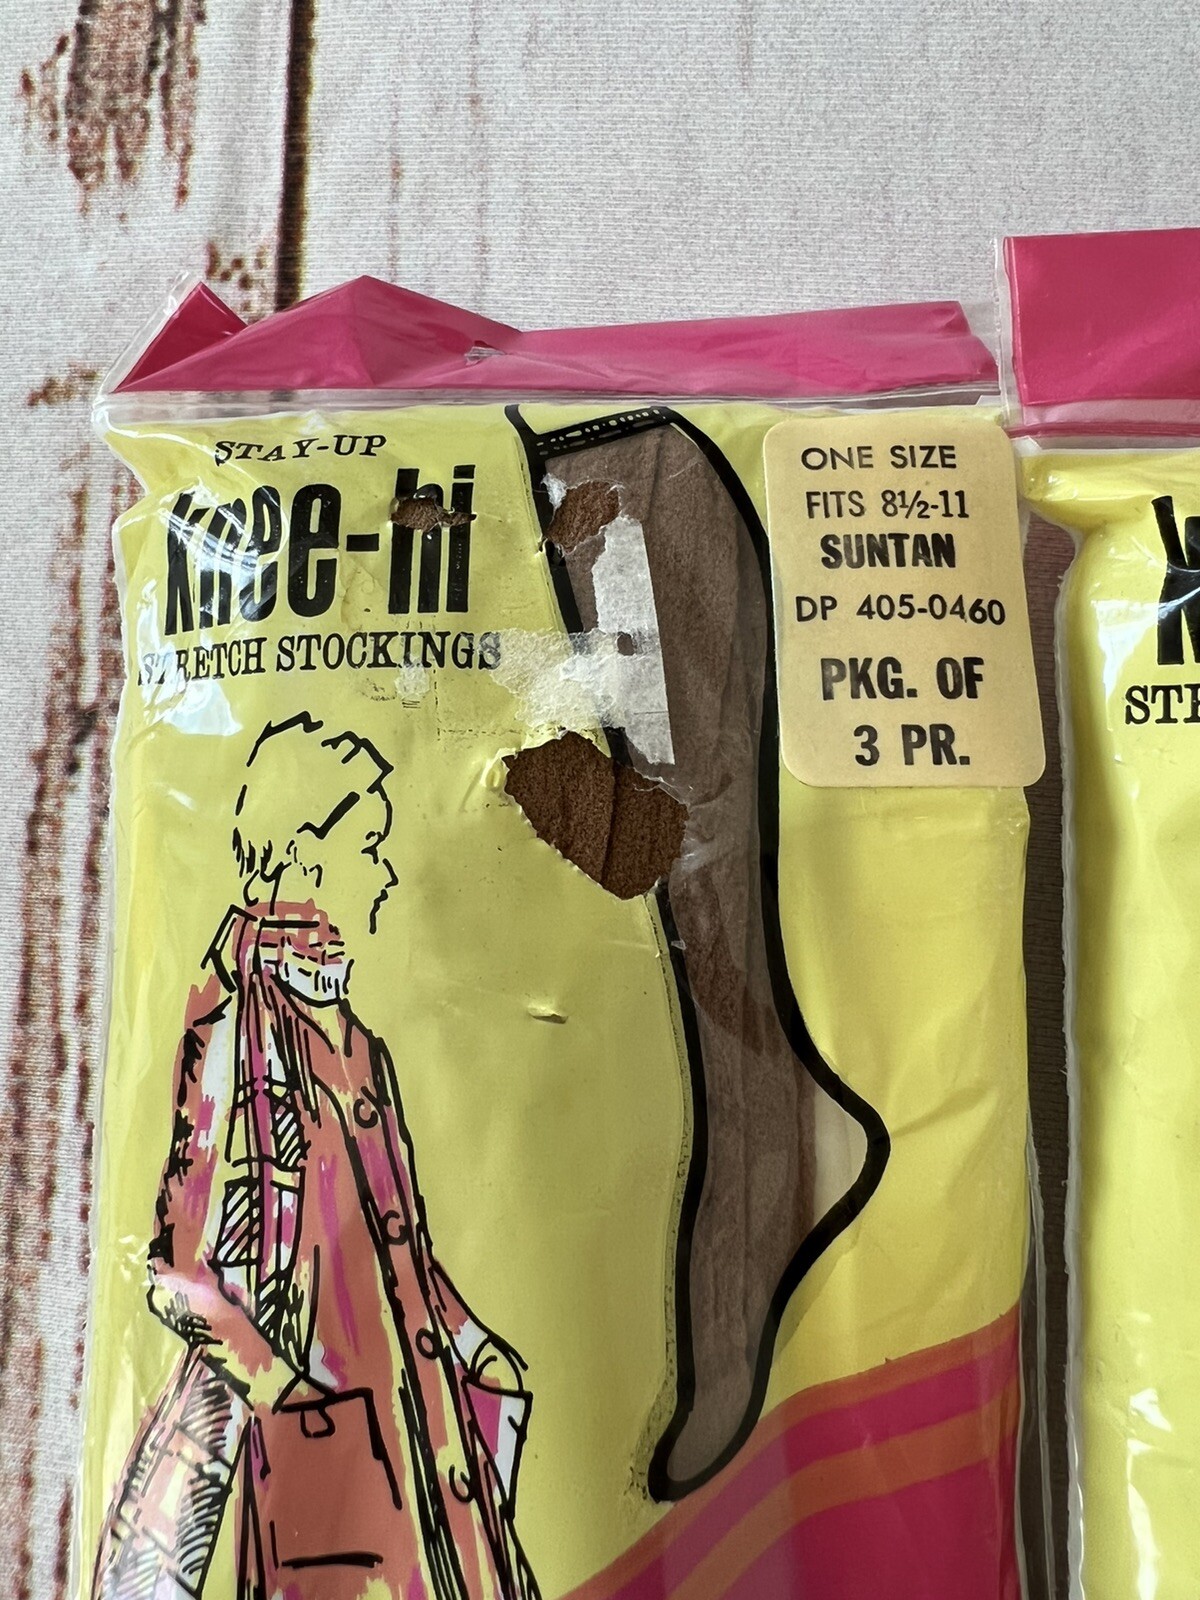 STAY-UP
knee-hi
STRETCH STOCKINGS
ONE SIZE
FITS 8½-11
SUNTAN
DP 405-0460
PKG. OF
3 PR.